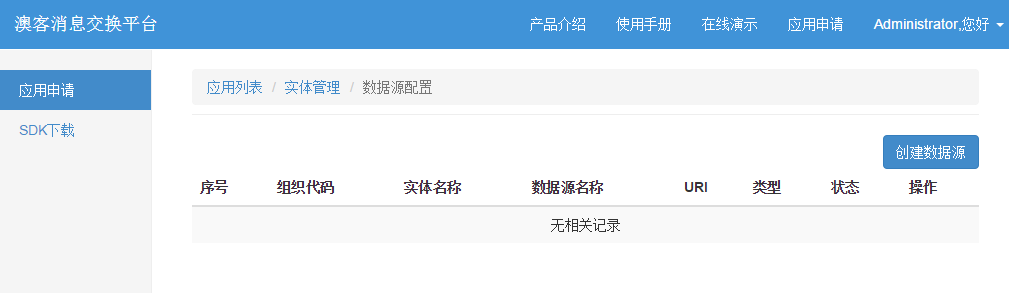 澳客消息交换平台 产品介绍 使用手册 在线演示 应用申请 Administrator,您好
应用申请
SDK下载
应用列表 / 实体管理 / 数据源配置
创建数据源
序号 组织代码 实体名称 数据源名称 URI 类型 状态 操作
无相关记录